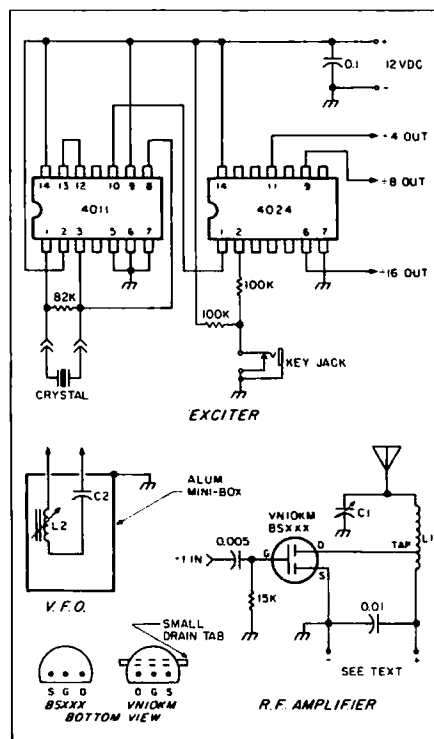 +
0.1
12 VDC
-
÷4 OUT
14 13 12 10 9 8
14 11 9
÷8 OUT
4011
4024
1 2 3 5 6 7
1 2 6 7
÷16 OUT
82K
100K
100K
KEY JACK
CRYSTAL
EXCITER
ALUM
MINI-BOX
C2
L2
V.F.O.
VN10KM
BSXXX
C1
L1
0.005
D
TAP
G
S
15K
0.01
SMALL
DRAIN TAB
-
+
SEE TEXT
S G D
D G S
BSXXX
VN10KM
BOTTOM VIEW
R.F. AMPLIFIER